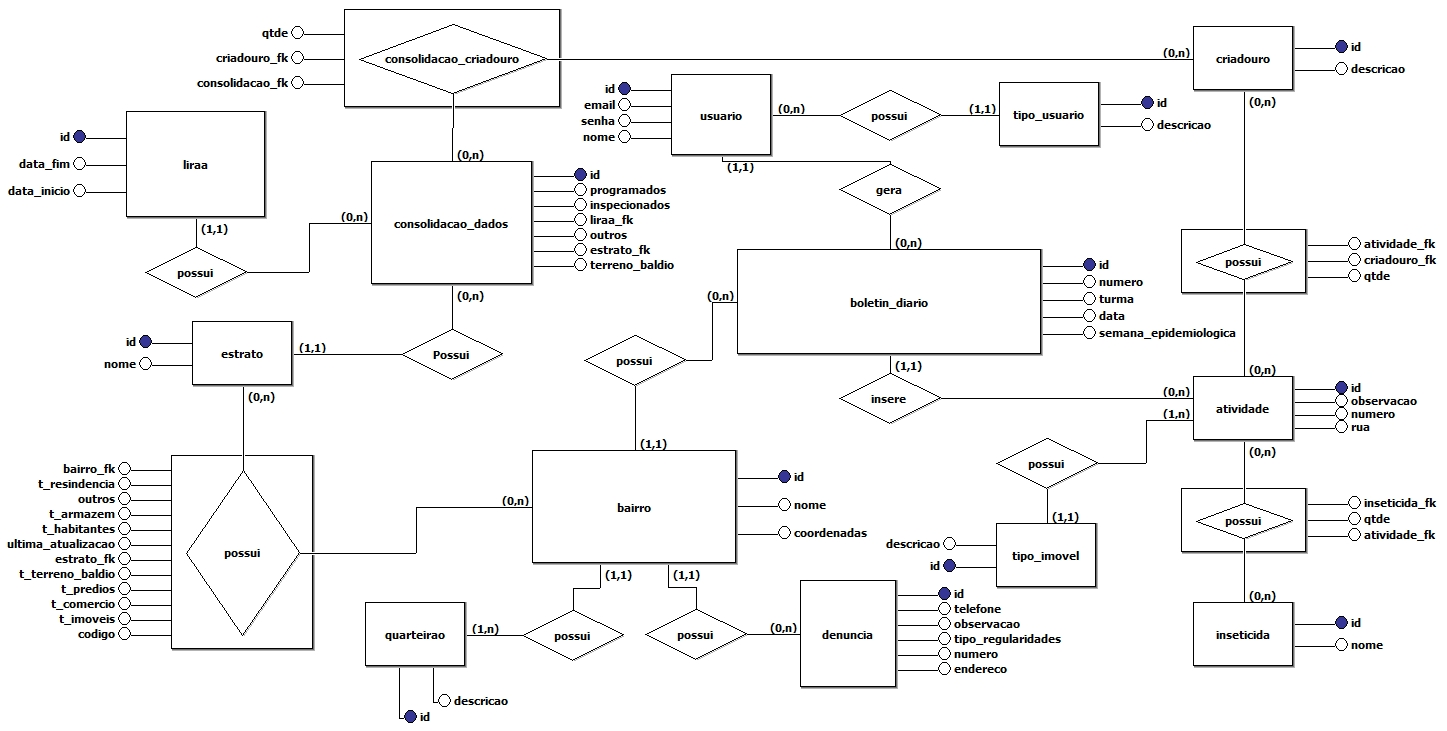 qtde
criadouro_fk
consolidacao_fk
consolidacao_criadouro
(0,n)
criadouro
id
descricao
(0,n)
id
email
senha
nome
usuario
(0,n)
possui
(1,1)
tipo_usuario
id
descricao
(1,1)
gera
(0,n)
id
data_fim
data_inicio
liraa
(1,1)
possui
(0,n)
(0,n)
consolidacao_dados
id
programados
inspecionados
liraa_fk
outros
estrato_fk
terreno_baldio
(0,n)
Possui
(1,1)
id
nome
estrato
(0,n)
boletin_diario
id
numero
turma
data
semana_epidemiologica
(0,n)
possui
(1,1)
(1,1)
insere
(0,n)
possui
atividade_fk
criadouro_fk
qtde
(0,n)
atividade
id
observacao
numero
rua
(1,n)
possui
(1,1)
descricao
id
tipo_imovel
(0,n)
possui
inseticida_fk
qtde
atividade_fk
(0,n)
inseticida
id
nome
bairro_fk
t_resindencia
outros
t_armazem
t_habitantes
ultima_atualizacao
estrato_fk
t_terreno_baldio
t_predios
t_comercio
t_imoveis
codigo
possui
(0,n)
bairro
id
nome
coordenadas
(1,1)
(1,1)
quarteirao
(1,n)
possui
descricao
id
possui
(0,n)
denuncia
id
telefone
observacao
tipo_regularidades
numero
endereco